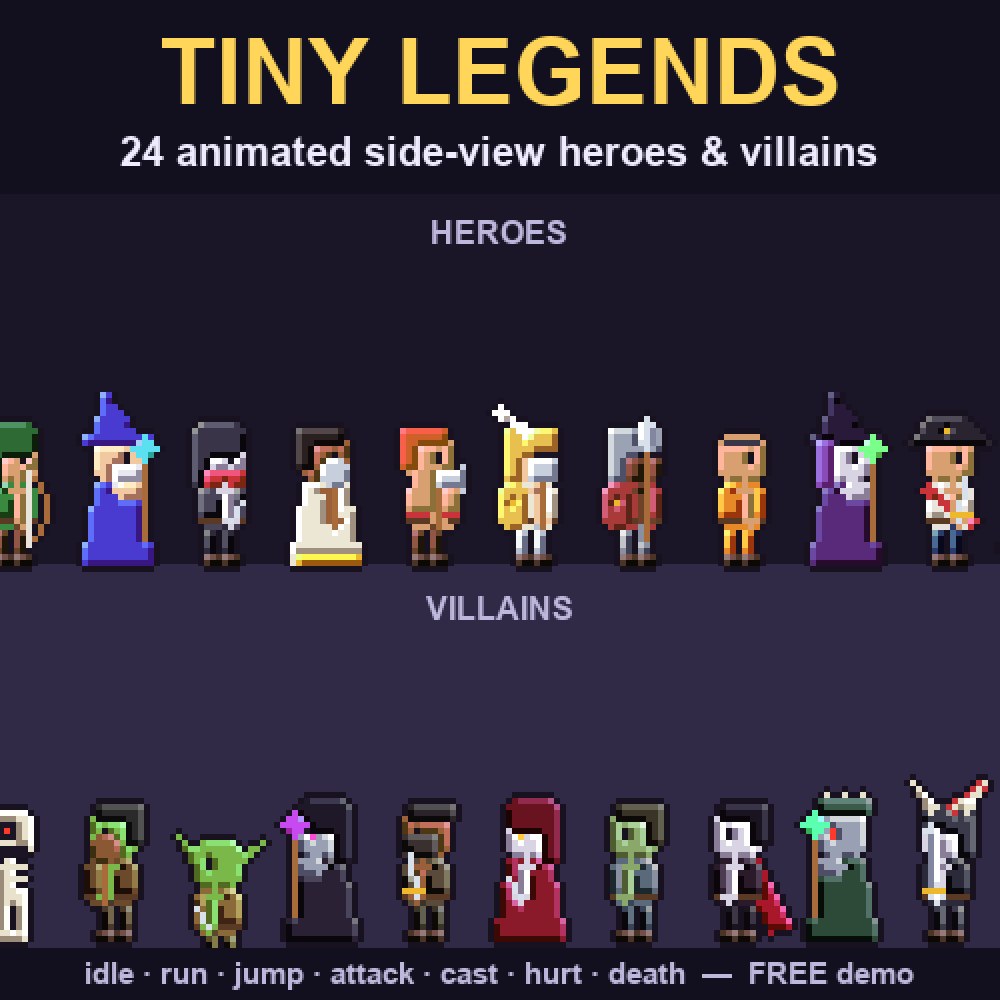 TINY LEGENDS
24 animated side-view heroes & villains
HEROES
VILLAINS
idle · run · jump · attack · cast · hurt · death — FREE demo